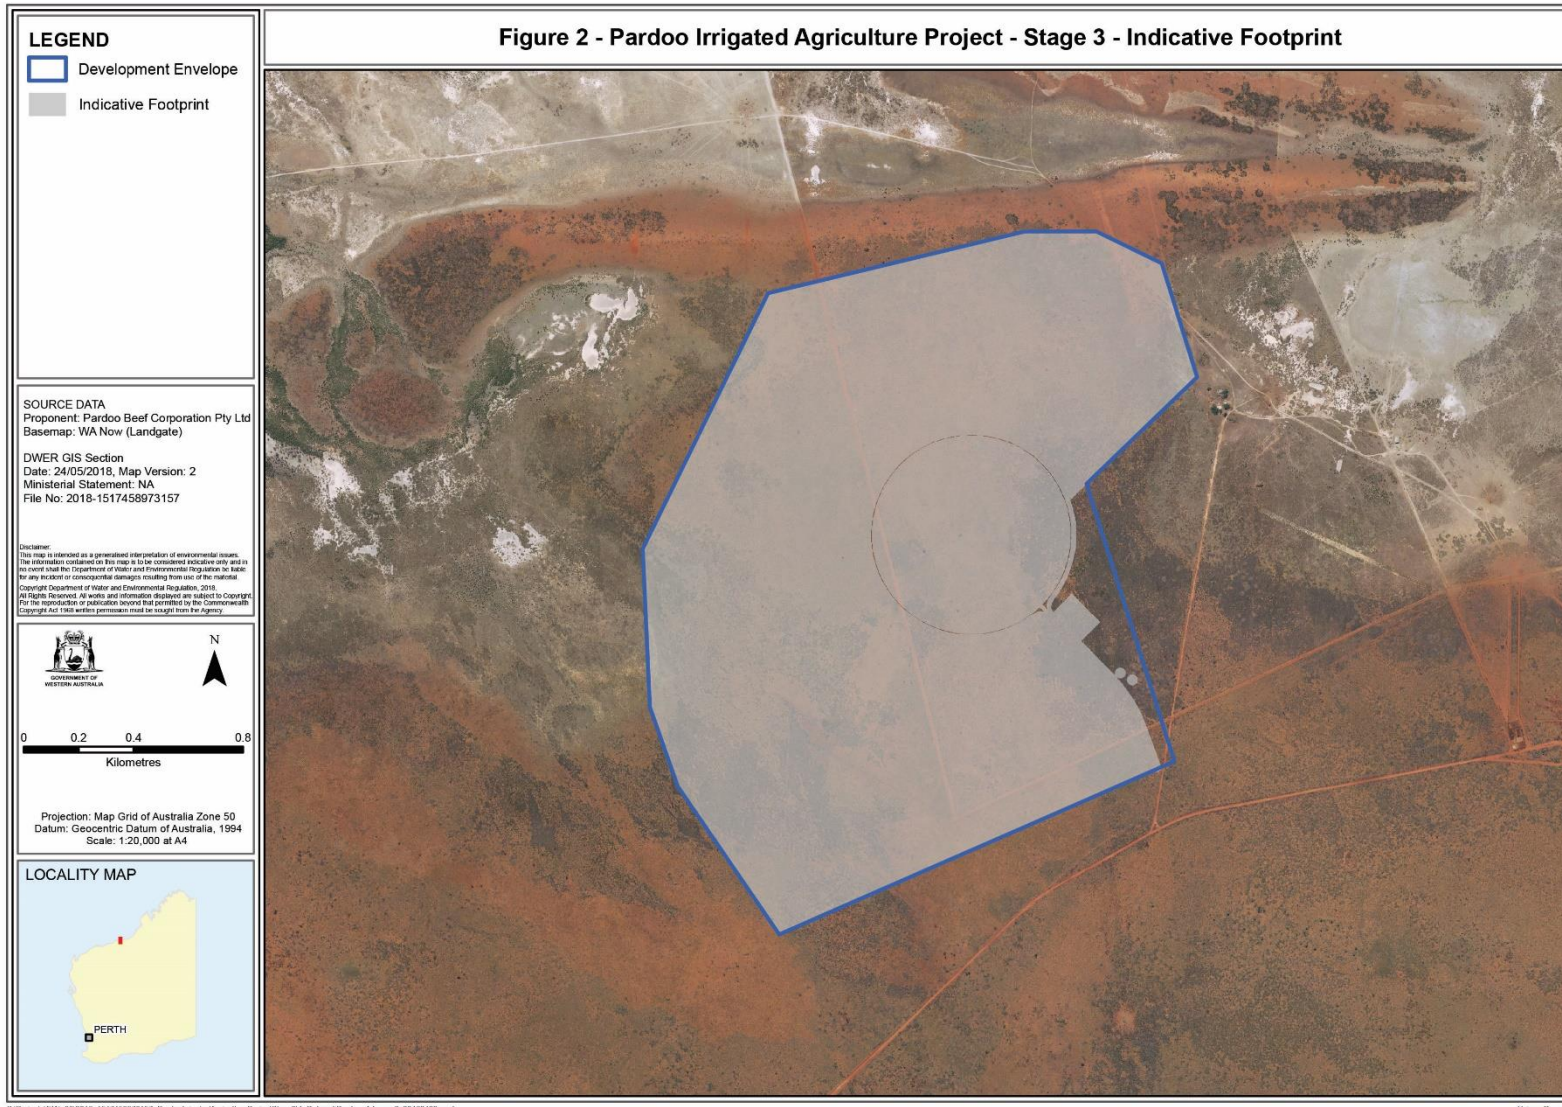 Figure 2 - Pardoo Irrigated Agriculture Project - Stage 3 - Indicative Footprint
LEGEND
Development Envelope
Indicative Footprint
SOURCE DATA
Proponent: Pardoo Beef Corporation Pty Ltd
Basemap: WA Now (Landgate)
DWER GIS Section
Date: 24/05/2018, Map Version: 2
Ministerial Statement: NA
File No: 2018-1517458973157
Disclaimer:
This map is intended as a generalised interpretation of environmental issues.
The information contained on this map is to be considered indicative only and in
no event shall the Department of Water and Environmental Regulation be liable
for any incident or consequential damages resulting from use of the material.
Copyright Department of Water and Environmental Regulation, 2018.
All Rights Reserved. All works and information displayed are subject to Copyright.
For the reproduction or publication beyond that permitted by the Commonwealth
Copyright Act 1968 written permission must be sought from the Agency.
GOVERNMENT OF
WESTERN AUSTRALIA
N
0 0.2 0.4 0.8
Kilometres
Projection: Map Grid of Australia Zone 50
Datum: Geocentric Datum of Australia, 1994
Scale: 1:20,000 at A4
LOCALITY MAP
PERTH